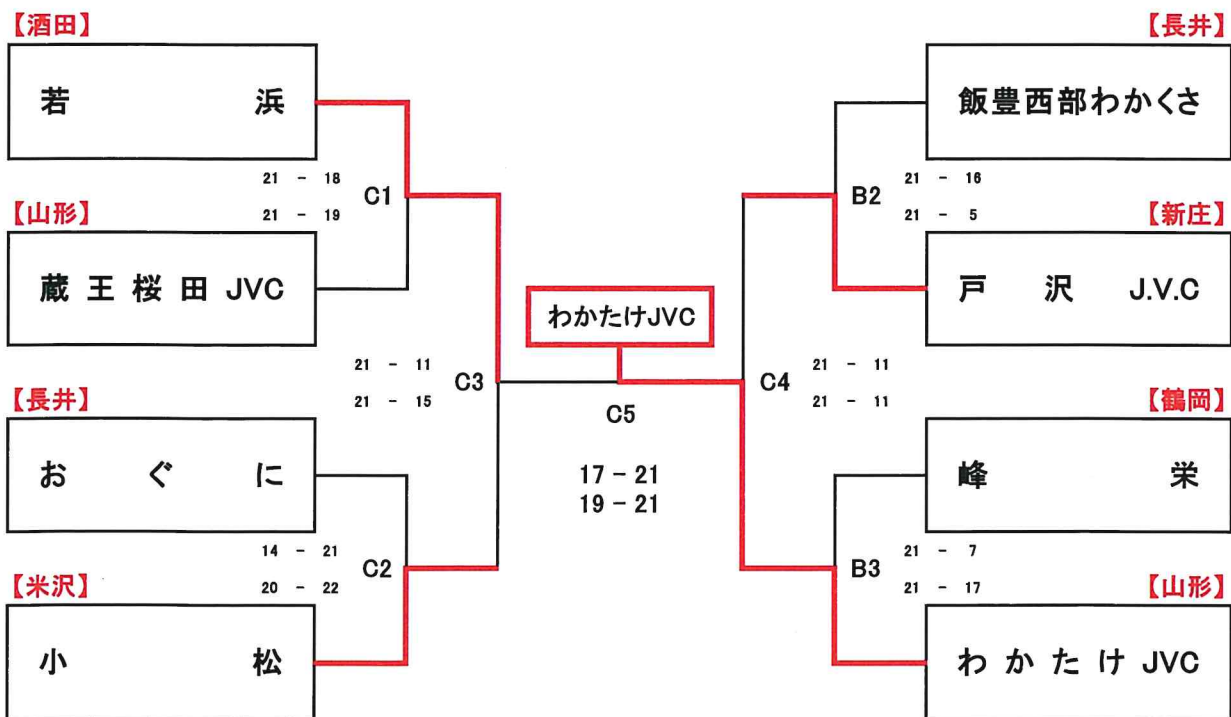 【酒田】
若浜
21 - 18
21 - 19
C1
【山形】
蔵王桜田JVC
21 - 11
21 - 15
C3
【長井】
おぐに
14 - 21
20 - 22
C2
【米沢】
小松
わかたけJVC
C5
17 - 21
19 - 21
【長井】
飯豊西部わかくさ
B2
21 - 16
21 - 5
【新庄】
戸沢 J.V.C
C4
21 - 11
21 - 11
【鶴岡】
峰栄
B3
21 - 7
21 - 17
【山形】
わかたけJVC